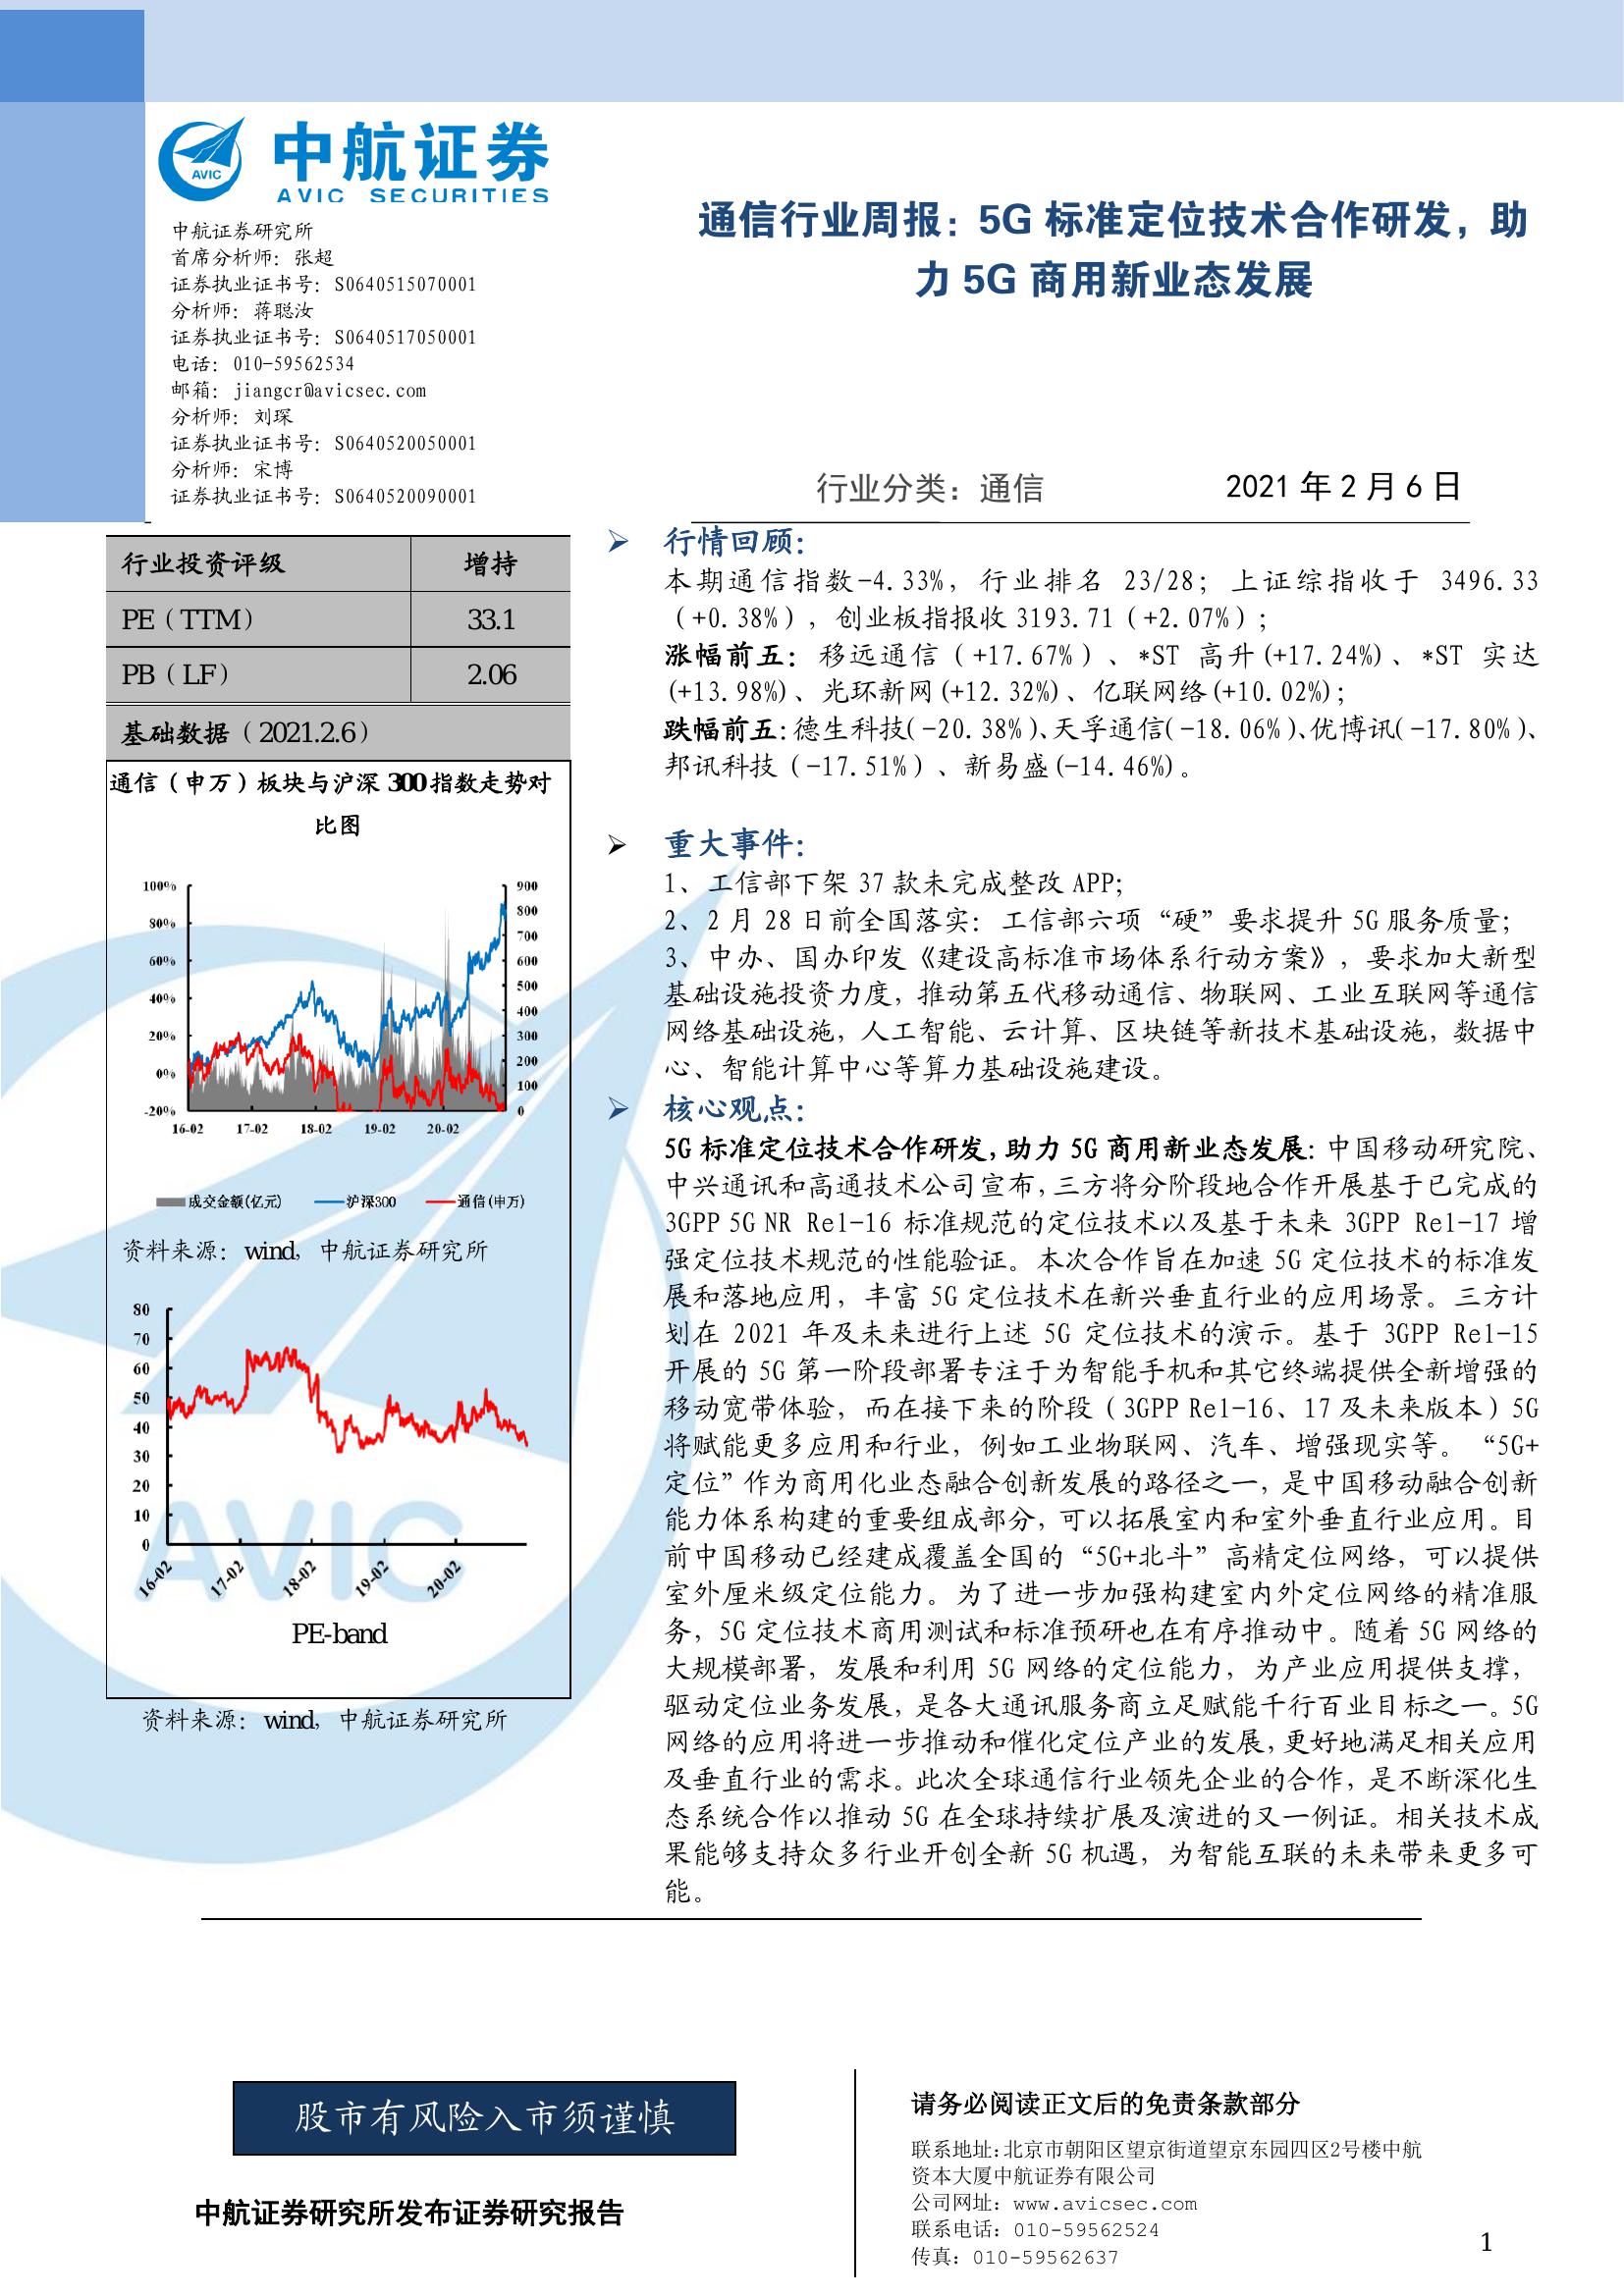 AVIC
中航证券
AVIC SECURITIES
中航证券研究所
首席分析师：张超
证券执业证书号：S0640515070001
分析师：蒋聪汝
证券执业证书号：S0640517050001
电话：010-59562534
邮箱：jiangcr@avicsec.com
分析师：刘琛
证券执业证书号：S0640520050001
分析师：宋博
证券执业证书号：S0640520090001
通信行业周报：5G 标准定位技术合作研发，助
力 5G 商用新业态发展
行业分类：通信 2021 年 2 月 6 日
行业投资评级 增持
PE（TTM） 33.1
PB（LF） 2.06
基础数据（2021.2.6）
通信（申万）板块与沪深 300 指数走势对
比图
100%
80%
60%
40%
20%
0%
-20%
900
800
700
600
500
400
300
200
100
0
16-02 17-02 18-02 19-02 20-02
成交金额(亿元) 沪深300 通信(申万)
资料来源：wind，中航证券研究所
80
70
60
50
40
30
20
10
0
16-02 17-02 18-02 19-02 20-02
PE-band
资料来源：wind，中航证券研究所
AVIC
行情回顾：
本期通信指数-4.33%，行业排名 23/28；上证综指收于 3496.33
（+0.38%），创业板指报收 3193.71（+2.07%）；
涨幅前五：移远通信（+17.67%）、*ST 高升(+17.24%)、*ST 实达
(+13.98%)、光环新网(+12.32%)、亿联网络(+10.02%)；
跌幅前五：德生科技(-20.38%)、天孚通信(-18.06%)、优博讯(-17.80%)、
邦讯科技（-17.51%）、新易盛(-14.46%)。
重大事件：
1、工信部下架 37 款未完成整改 APP；
2、2 月 28 日前全国落实：工信部六项“硬”要求提升 5G 服务质量；
3、中办、国办印发《建设高标准市场体系行动方案》，要求加大新型
基础设施投资力度，推动第五代移动通信、物联网、工业互联网等通信
网络基础设施，人工智能、云计算、区块链等新技术基础设施，数据中
心、智能计算中心等算力基础设施建设。
核心观点：
5G 标准定位技术合作研发，助力 5G 商用新业态发展：中国移动研究院、
中兴通讯和高通技术公司宣布，三方将分阶段地合作开展基于已完成的
3GPP 5G NR Rel-16 标准规范的定位技术以及基于未来 3GPP Rel-17 增
强定位技术规范的性能验证。本次合作旨在加速 5G 定位技术的标准发
展和落地应用，丰富 5G 定位技术在新兴垂直行业的应用场景。三方计
划在 2021 年及未来进行上述 5G 定位技术的演示。基于 3GPP Rel-15
开展的 5G 第一阶段部署专注于为智能手机和其它终端提供全新增强的
移动宽带体验，而在接下来的阶段（3GPP Rel-16、17 及未来版本）5G
将赋能更多应用和行业，例如工业物联网、汽车、增强现实等。“5G+
定位”作为商用化业态融合创新发展的路径之一，是中国移动融合创新
能力体系构建的重要组成部分，可以拓展室内和室外垂直行业应用。目
前中国移动已经建成覆盖全国的“5G+北斗”高精定位网络，可以提供
室外厘米级定位能力。为了进一步加强构建室内外定位网络的精准服
务，5G 定位技术商用测试和标准预研也在有序推动中。随着 5G 网络的
大规模部署，发展和利用 5G 网络的定位能力，为产业应用提供支撑，
驱动定位业务发展，是各大通讯服务商立足赋能千行百业目标之一。5G
网络的应用将进一步推动和催化定位产业的发展，更好地满足相关应用
及垂直行业的需求。此次全球通信行业领先企业的合作，是不断深化生
态系统合作以推动 5G 在全球持续扩展及演进的又一例证。相关技术成
果能够支持众多行业开创全新 5G 机遇，为智能互联的未来带来更多可
能。
股市有风险入市须谨慎
中航证券研究所发布证券研究报告
请务必阅读正文后的免责条款部分
联系地址：北京市朝阳区望京街道望京东园四区2号楼中航
资本大厦中航证券有限公司
公司网址：www.avicsec.com
联系电话：010-59562524
传真：010-59562637
1